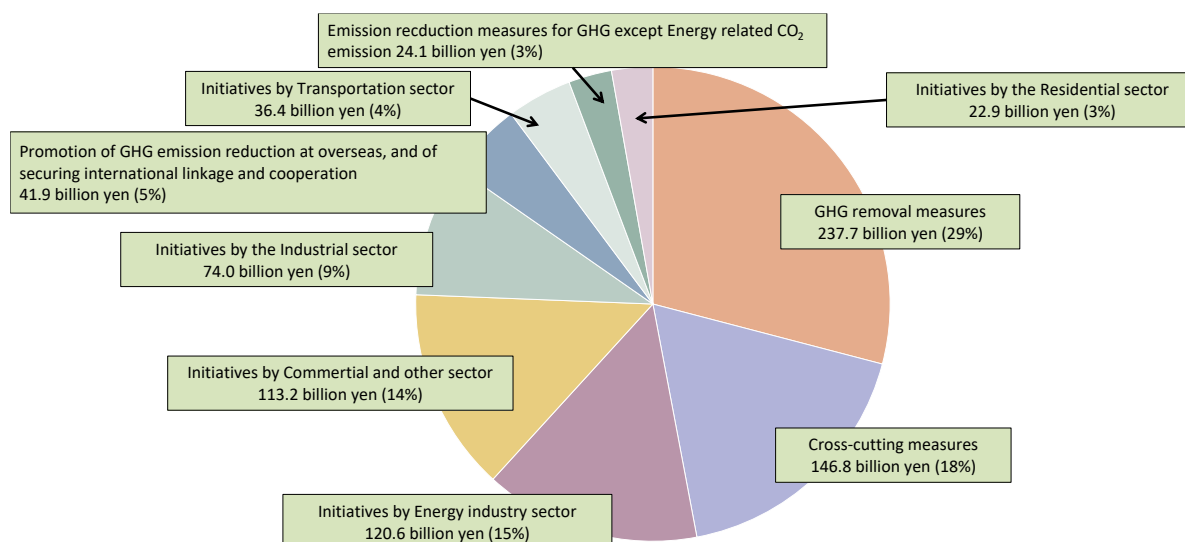 Emission recduction measures for GHG except Energy related CO₂
emission 24.1 billion yen (3%)
Initiatives by Transportation sector
36.4 billion yen (4%)
Initiatives by the Residential sector
22.9 billion yen (3%)
Promotion of GHG emission reduction at overseas, and of
securing international linkage and cooperation
41.9 billion yen (5%)
GHG removal measures
237.7 billion yen (29%)
Initiatives by the Industrial sector
74.0 billion yen (9%)
Initiatives by Commertial and other sector
113.2 billion yen (14%)
Cross-cutting measures
146.8 billion yen (18%)
Initiatives by Energy industry sector
120.6 billion yen (15%)